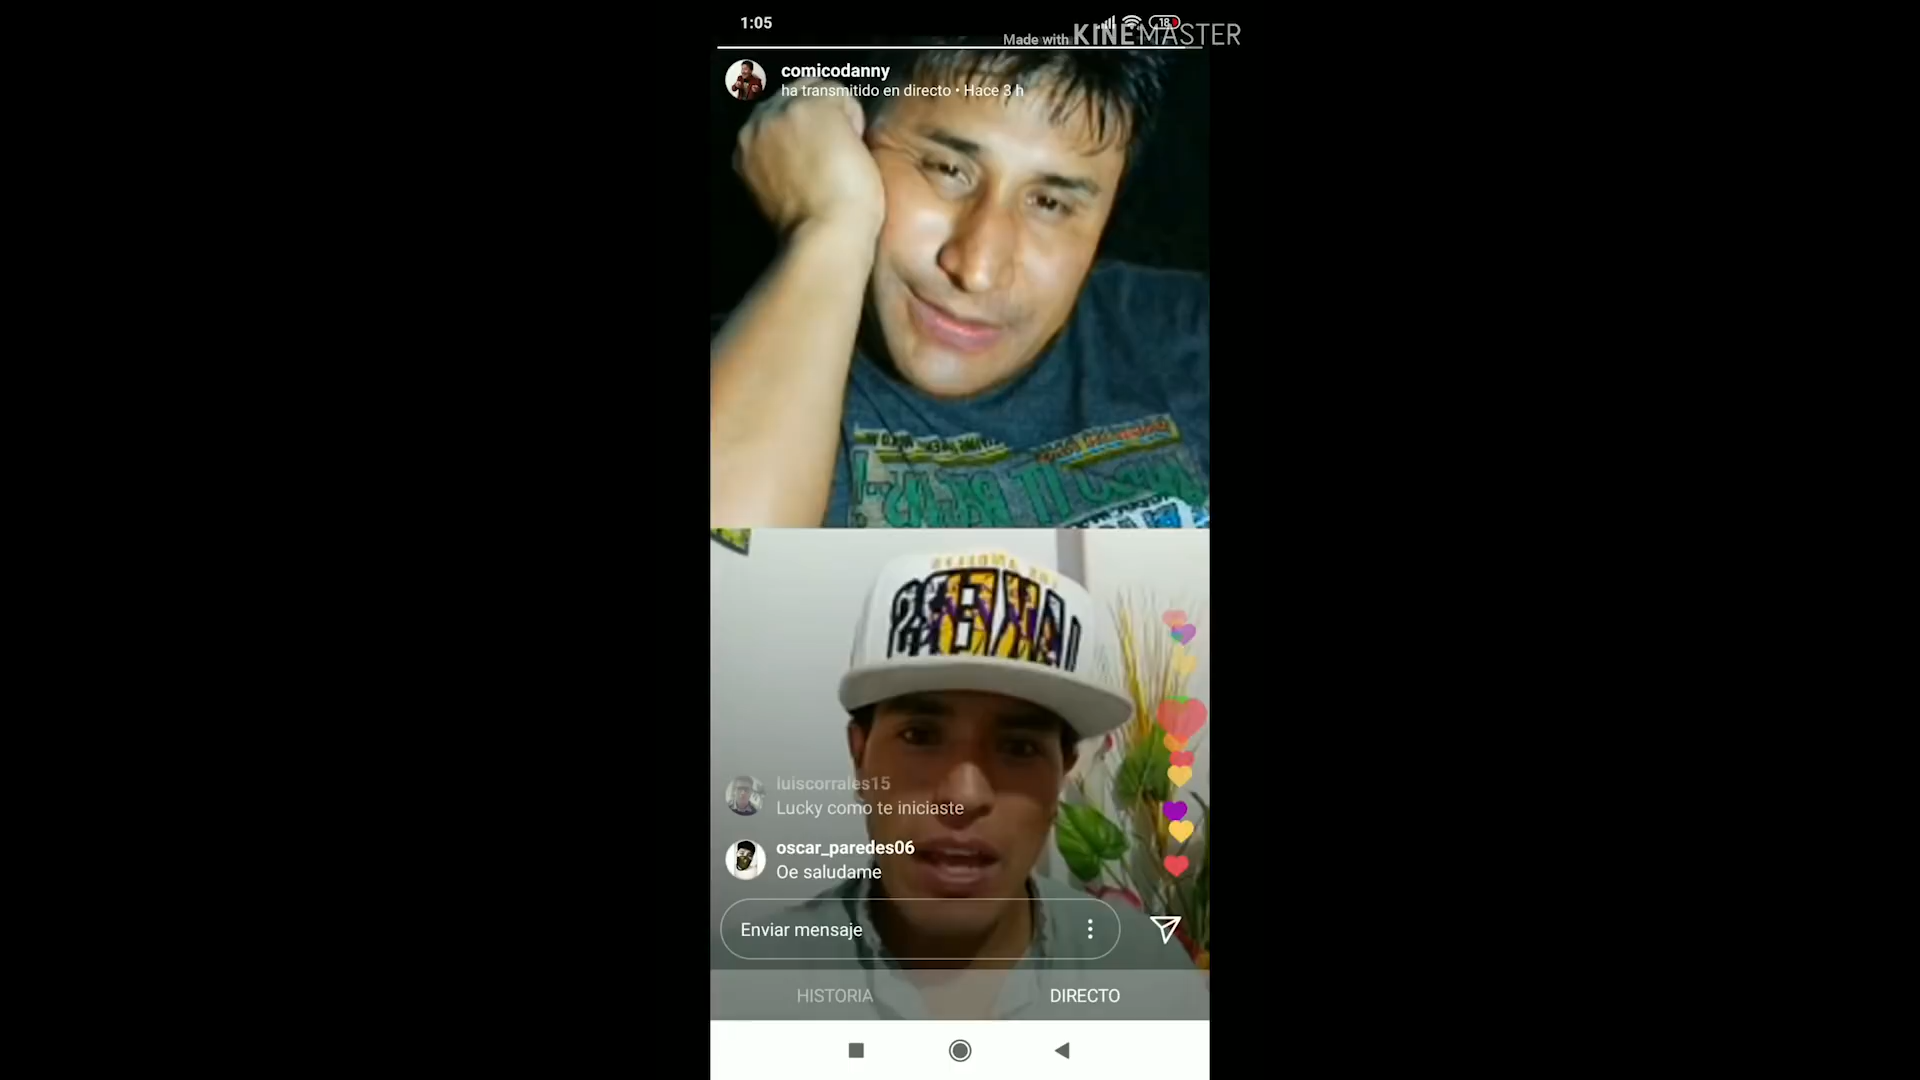 1:05
18
Made with KINEMASTER
comicodanny
ha transmitido en directo • Hace 3 h
luiscorrales15
Lucky como te iniciaste
oscar_paredes06
Oe saludame
Enviar mensaje
HISTORIA
DIRECTO